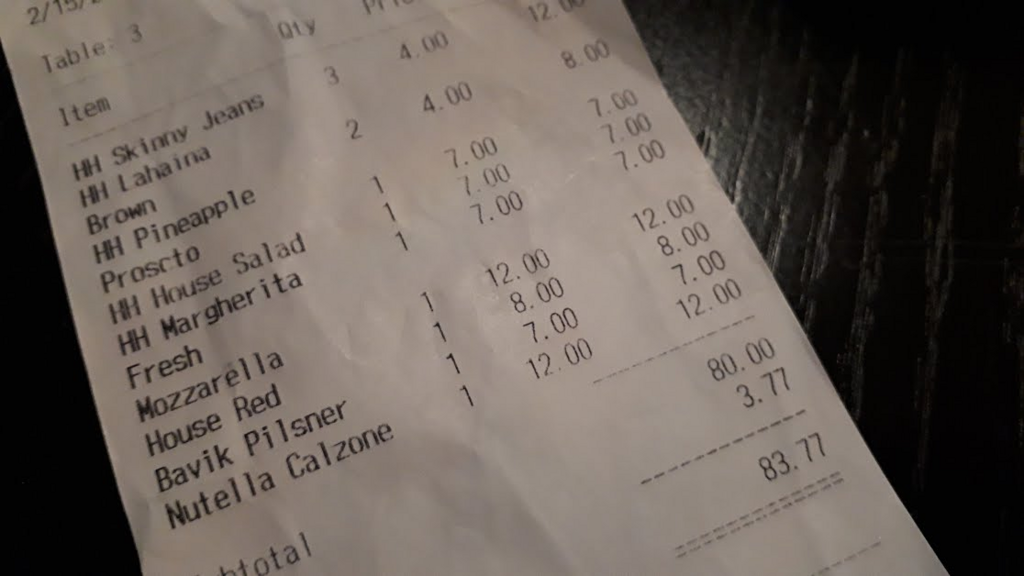 2/15/
Table: 3
Item Qty
HH Skinny Jeans 3 4.00 12.00
HH Lahaina 2 4.00 8.00
Brown
HH Pineapple 1 7.00 7.00
Proscto
HH House Salad 1 7.00 7.00
HH Margherita 1 7.00 7.00
Fresh 1 12.00 12.00
Mozzarella
House Red 1 8.00 8.00
Bavik Pilsner 1 7.00 7.00
Nutella Calzone 1 12.00 12.00
btotal 80.00
3.77
83.77